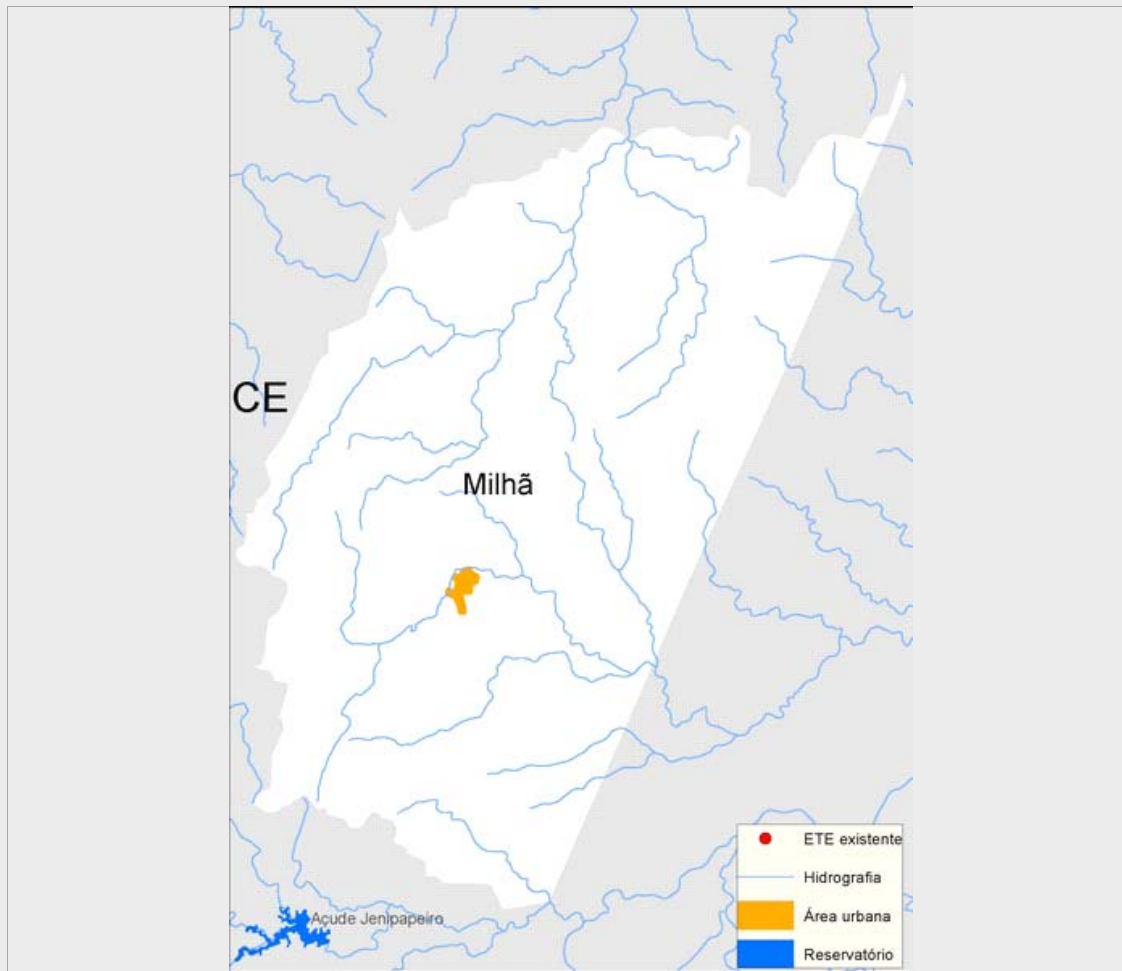 CE
Milhã
ETE existente
Hidrografia
Área urbana
Açude Jenipapeiro
Reservatório